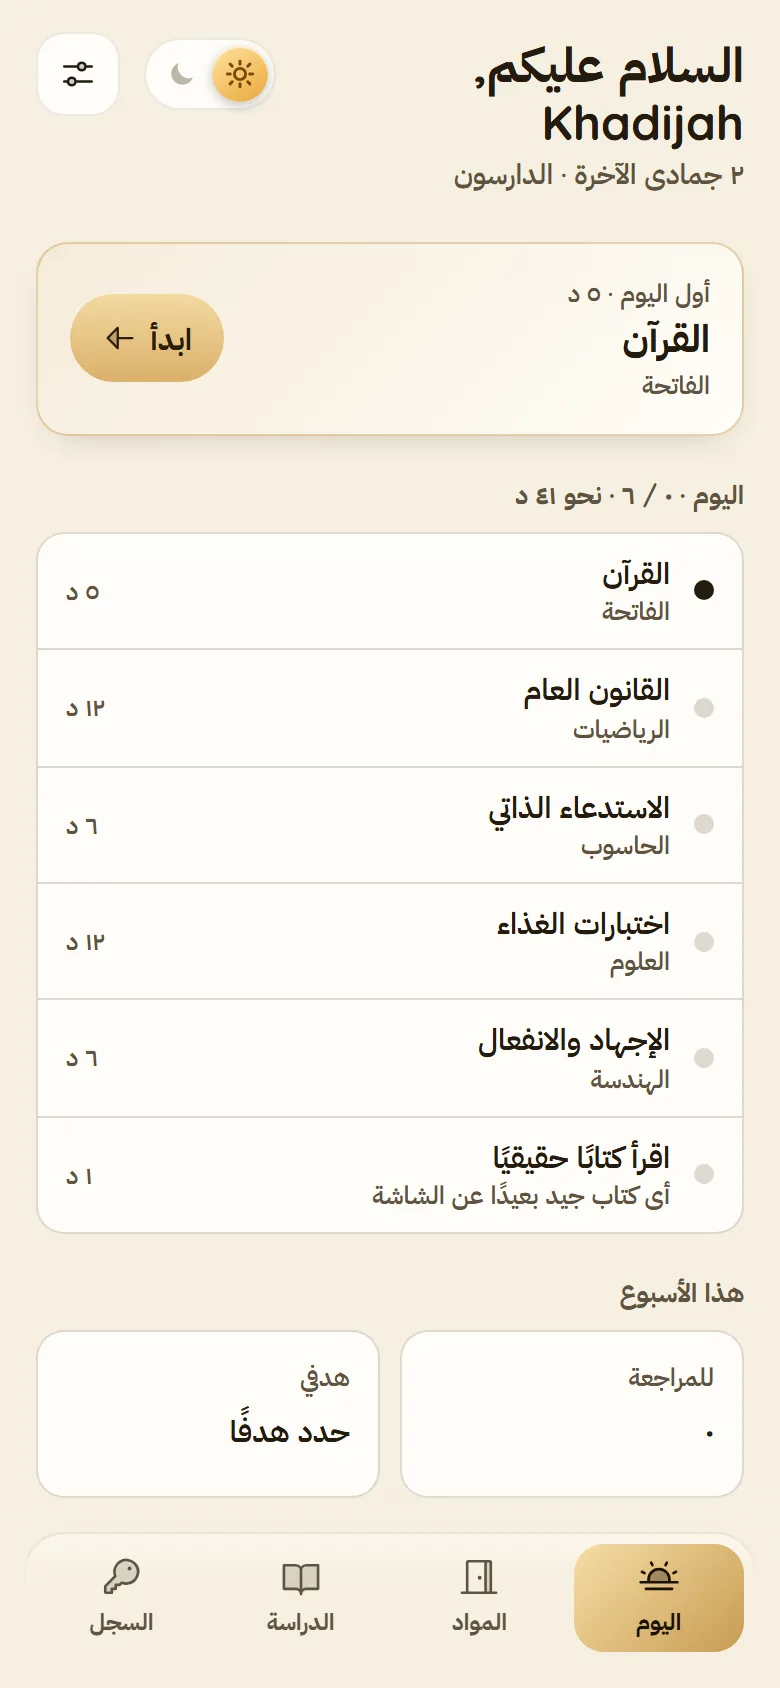 السلام عليكم,
Khadijah
٢ جمادى الآخرة · الدارسون
أول اليوم · ٥ د
القرآن
الفاتحة
ابدأ
اليوم · ٠ / ٦ · نحو ٤١ د
القرآن
الفاتحة
٥ د
القانون العام
الرياضيات
١٢ د
الاستدعاء الذاتي
الحاسوب
٦ د
اختبارات الغذاء
العلوم
١٢ د
الإجهاد والانفعال
الهندسة
٦ د
اقرأ كتابًا حقيقيًا
أي كتاب جيد بعيدًا عن الشاشة
١ د
هذا الأسبوع
للمراجعة
٠
هدفي
حدد هدفًا
اليوم
المواد
الدراسة
السجل